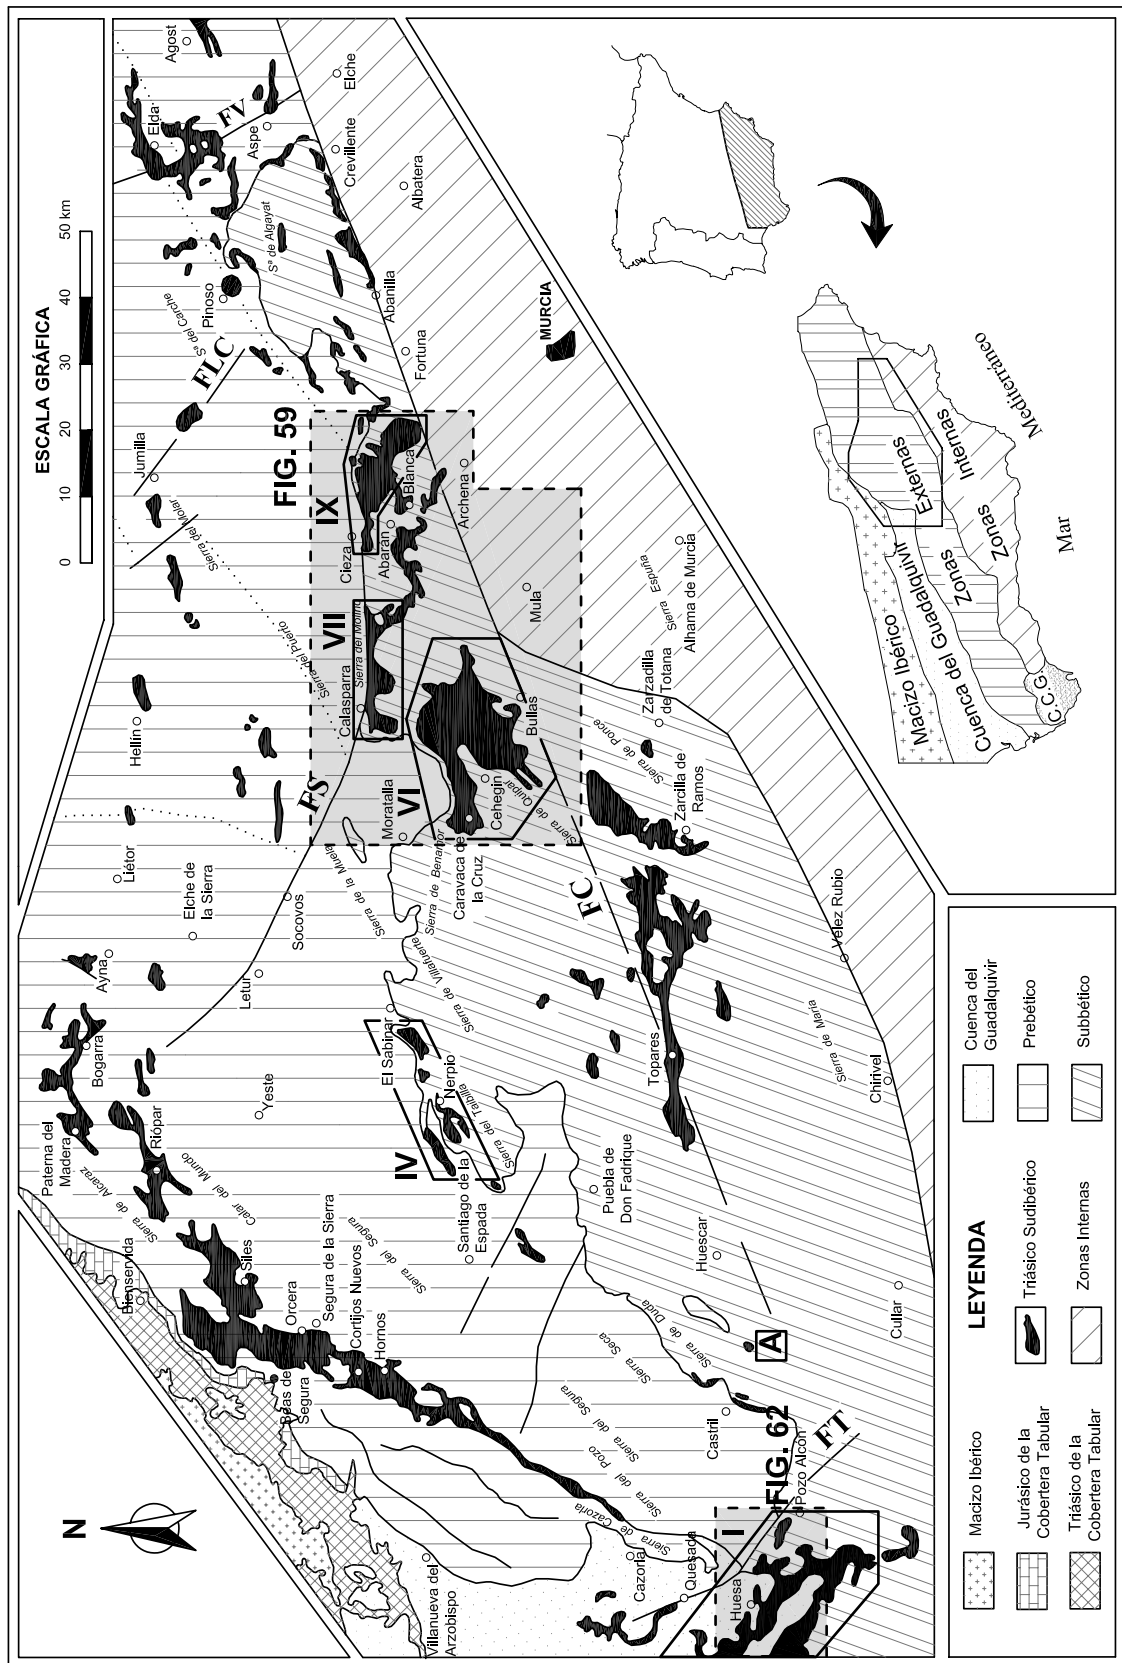 N
ESCALA GRÁFICA
0
10
20
30
40
50 km
Agost
Elda
FV
Aspe
Elche
Crevillente
Albatera
Sª de Algayat
Pinoso
Sª del Carche
FLC
Abanilla
Fortuna
MURCIA
Jumilla
Sierra del Molar
FIG. 59
IX
Cieza
Blanca
Abarán
Archena
Sierra del Puerto
VII
Sierra del Molino
Calasparra
Mula
Sierra Espuña
Alhama de Murcia
Hellín
FS
Moratalla
VI
Bullas
Cehegin
Sierra de Quipar
Zarzadilla
de Totana
Sierra de Ponce
Zarcilla de
Ramos
Liétor
Elche de
la Sierra
Socovos
Sierra de la Muela
Sierra de Benamor
Caravaca de
la Cruz
FC
Velez Rubio
Ayna
Letur
Sierra de Villafuerte
El Sabinar
Bogarra
Yeste
Nerpio
IV
Sierra del Taibilla
Sierra
Topares
Sierra de María
Chirivel
Paterna del
Madera
Riópar
Sierra de Alcaraz
Calar del Mundo
Santiago de la
Espada
Puebla de
Don Fadrique
Huescar
Bienservida
Siles
Orcera
Segura de la Sierra
Cortijos Nuevos
Hornos
Sierra del Segura
Beas de
Segura
Sierra de Duda
Sierra Seca
Sierra del Segura
Sierra del Pozo
Sierra de Cazorla
Castril
A
Cullar
FIG. 62
FT
Pozo Alcón
I
Huesa
Quesada
Cazorla
Villanueva del
Arzobispo
Macizo Ibérico
Cuenca del Guadalquivir
Zonas Externas
Zonas Internas
C.C.G.
Mar Mediterráneo
LEYENDA
Macizo Ibérico
Jurásico de la
Cobertera Tabular
Triásico de la
Cobertera Tabular
Triásico Sudibérico
Zonas Internas
Cuenca del
Guadalquivir
Prebético
Subbético